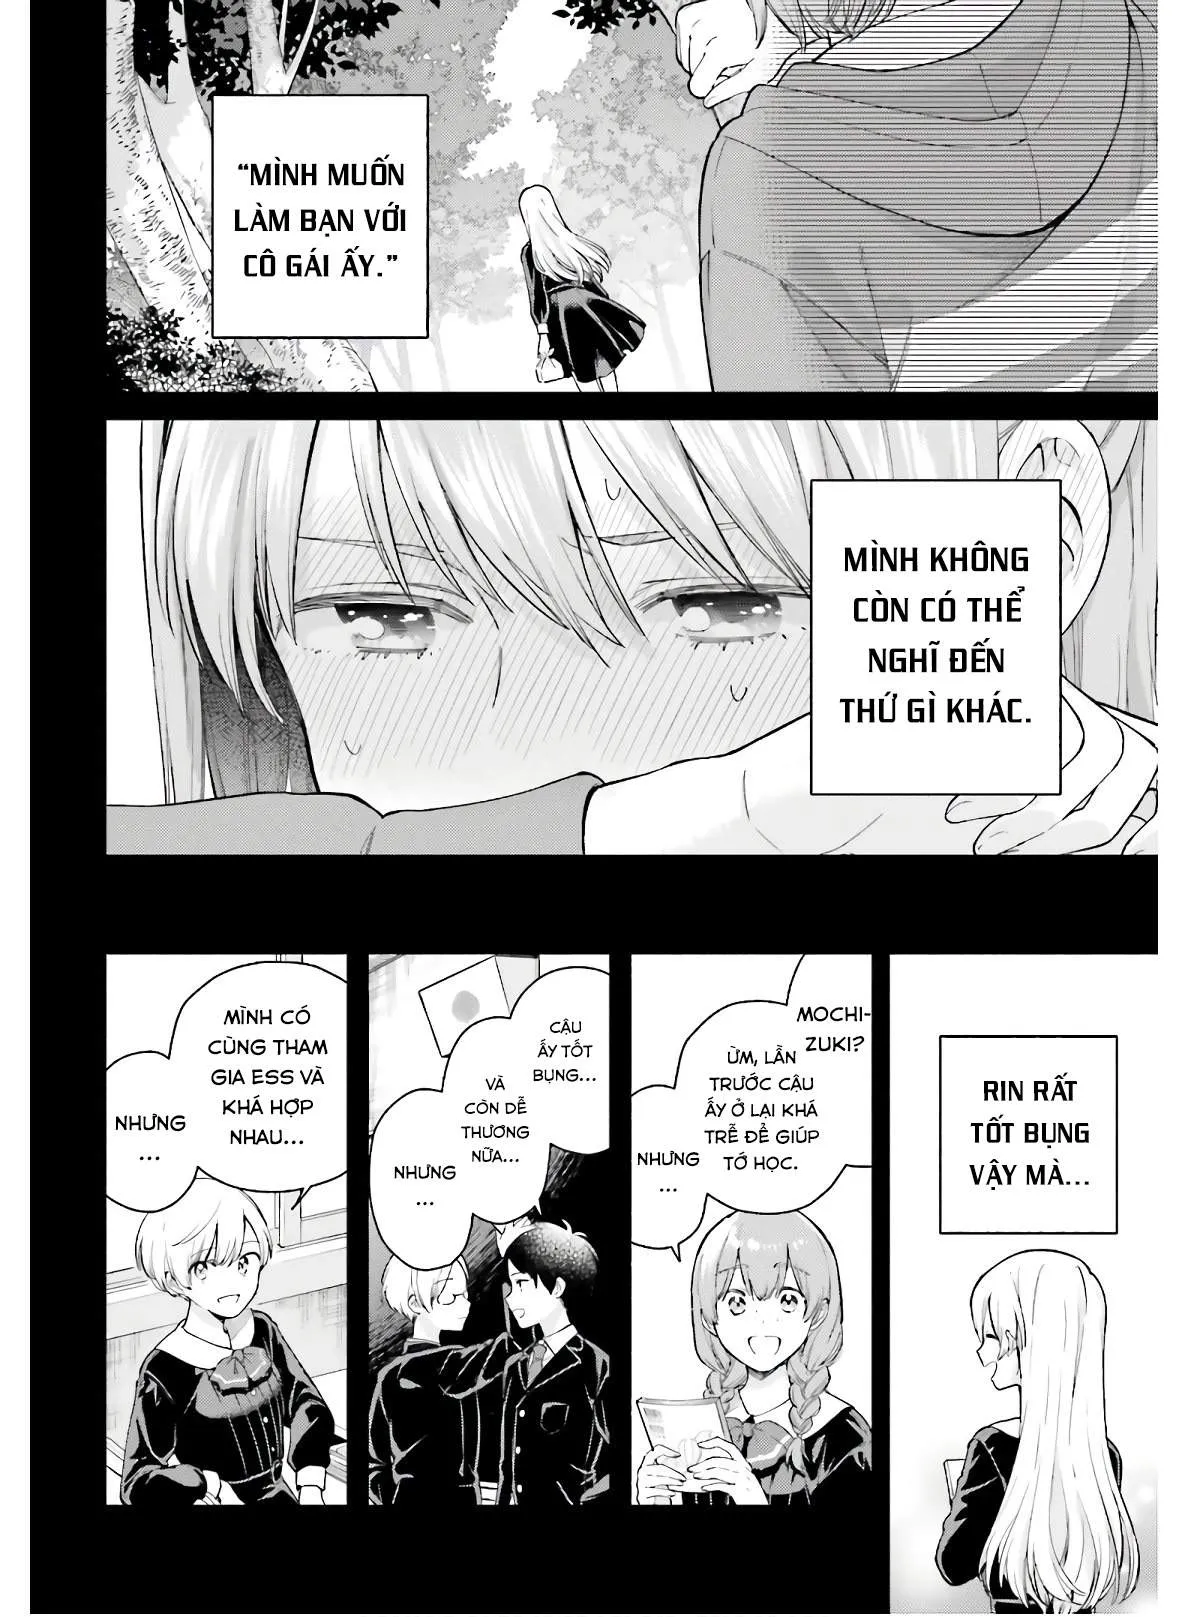 “MÌNH MUỐN
LÀM BẠN VỚI
CÔ GÁI ẤY.”
MÌNH KHÔNG
CÒN CÓ THỂ
NGHĨ ĐẾN
THỨ GÌ KHÁC.
RIN RẤT
TỐT BỤNG
VẬY MÀ...
MOCHI-
ZUKI?
ỪM, LẦN
TRƯỚC CẬU
ẤY Ở LẠI KHÁ
TRỄ ĐỂ GIÚP
TỚ HỌC.
NHƯNG
...
CẬU
ẤY TỐT
BỤNG...
VÀ
CÒN DỄ
THƯƠNG
NỮA...
NHƯNG
...
MÌNH CÓ
CÙNG THAM
GIA ESS VÀ
KHÁ HỢP
NHAU...
NHƯNG
...